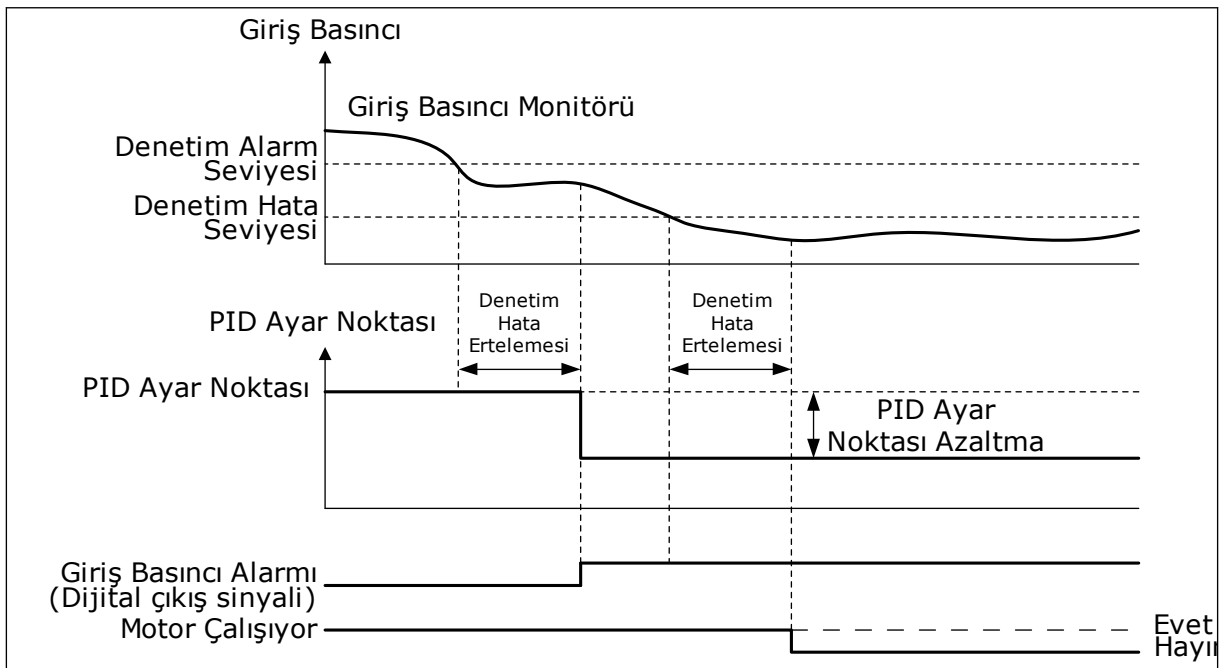 Giriş Basıncı
Giriş Basıncı Monitörü
Denetim Alarm
Seviyesi
Denetim Hata
Seviyesi
PID Ayar Noktası
Denetim
Hata
Ertelemesi
Denetim
Hata
Ertelemesi
PID Ayar Noktası
PID Ayar
Noktası Azaltma
Giriş Basıncı Alarmı
(Dijital çıkış sinyali)
Motor Çalışıyor
Evet
Hayır